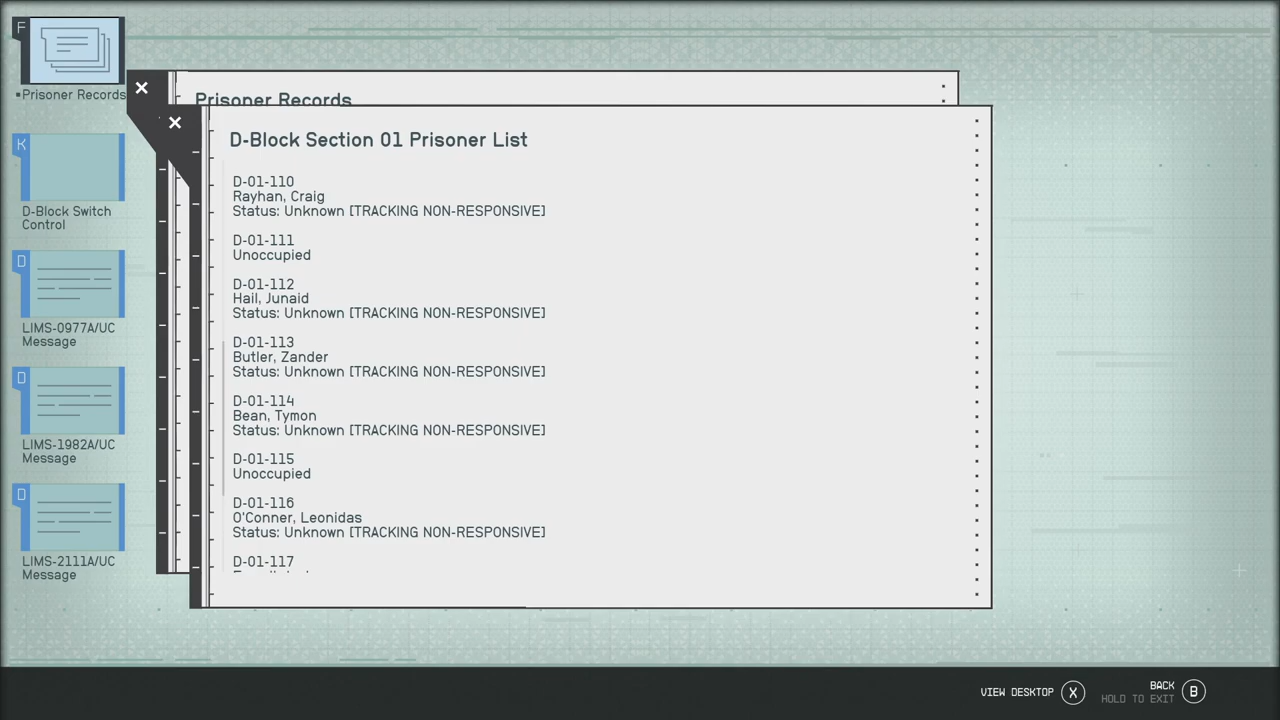 F
Prisoner Records
K
D-Block Switch
Control
D
LIMS-0977A/UC
Message
D
LIMS-1982A/UC
Message
D
LIMS-2111A/UC
Message
Prisoner Records
D-Block Section 01 Prisoner List
D-01-110
Rayhan, Craig
Status: Unknown [TRACKING NON-RESPONSIVE]
D-01-111
Unoccupied
D-01-112
Hail, Junaid
Status: Unknown [TRACKING NON-RESPONSIVE]
D-01-113
Butler, Zander
Status: Unknown [TRACKING NON-RESPONSIVE]
D-01-114
Bean, Tymon
Status: Unknown [TRACKING NON-RESPONSIVE]
D-01-115
Unoccupied
D-01-116
O'Conner, Leonidas
Status: Unknown [TRACKING NON-RESPONSIVE]
D-01-117
VIEW DESKTOP X
BACK B
HOLD TO EXIT